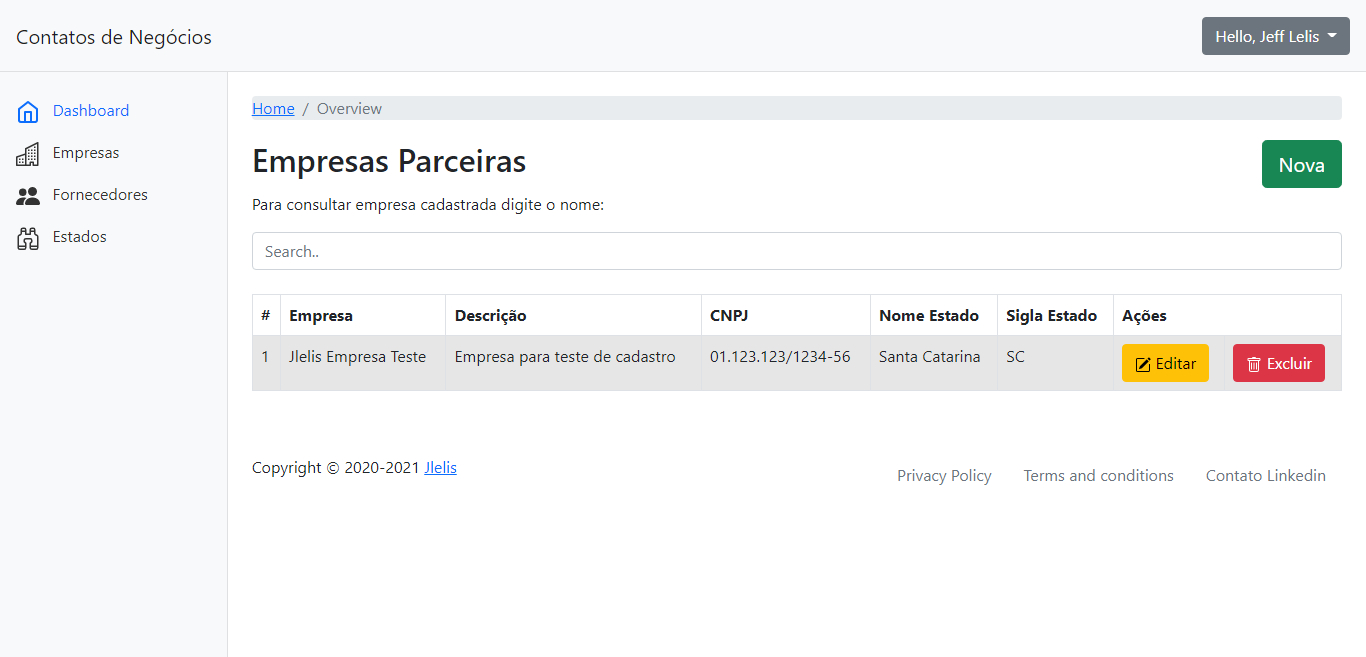 Contatos de Negócios
Hello, Jeff Lelis
Dashboard
Empresas
Fornecedores
Estados
Home / Overview
Empresas Parceiras
Nova
Para consultar empresa cadastrada digite o nome:
Search..
# Empresa Descrição CNPJ Nome Estado Sigla Estado Ações
1 Jlelis Empresa Teste Empresa para teste de cadastro 01.123.123/1234-56 Santa Catarina SC Editar Excluir
Copyright © 2020-2021 Jlelis
Privacy Policy Terms and conditions Contato Linkedin